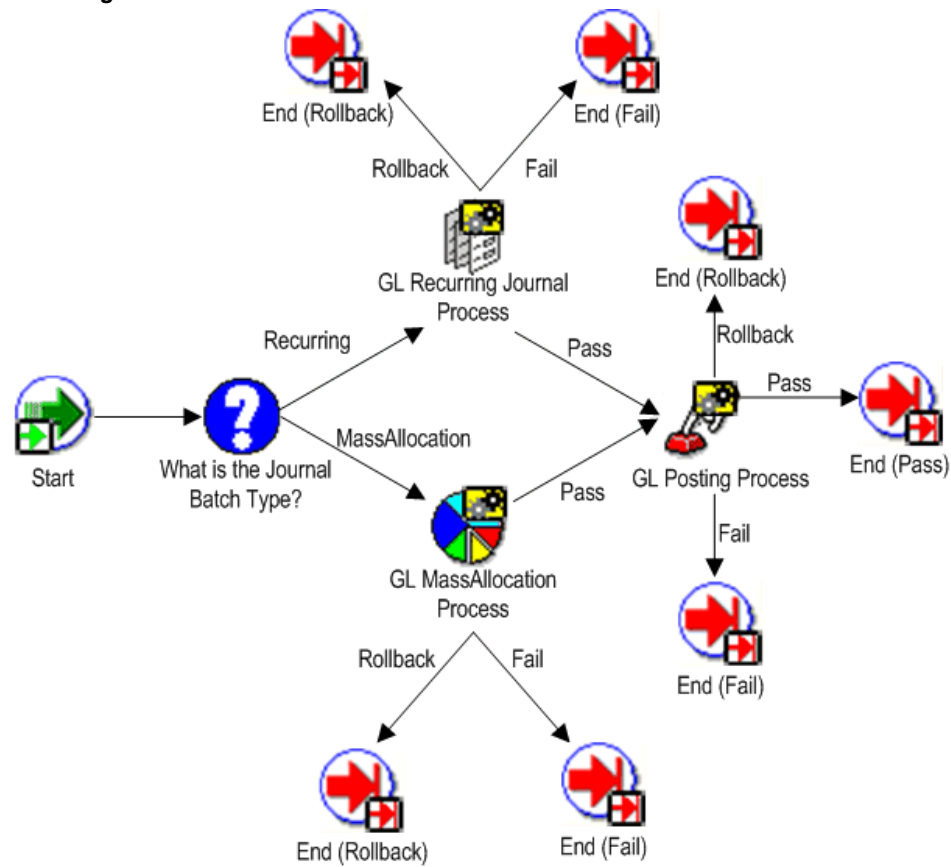 End (Rollback)
End (Fail)
Rollback
Fail
GL Recurring Journal
Process
End (Rollback)
Rollback
Recurring
Pass
Pass
Start
What is the Journal
Batch Type?
MassAllocation
Pass
GL Posting Process
End (Pass)
Fail
GL MassAllocation
Process
Rollback
Fail
End (Fail)
End (Rollback)
End (Fail)